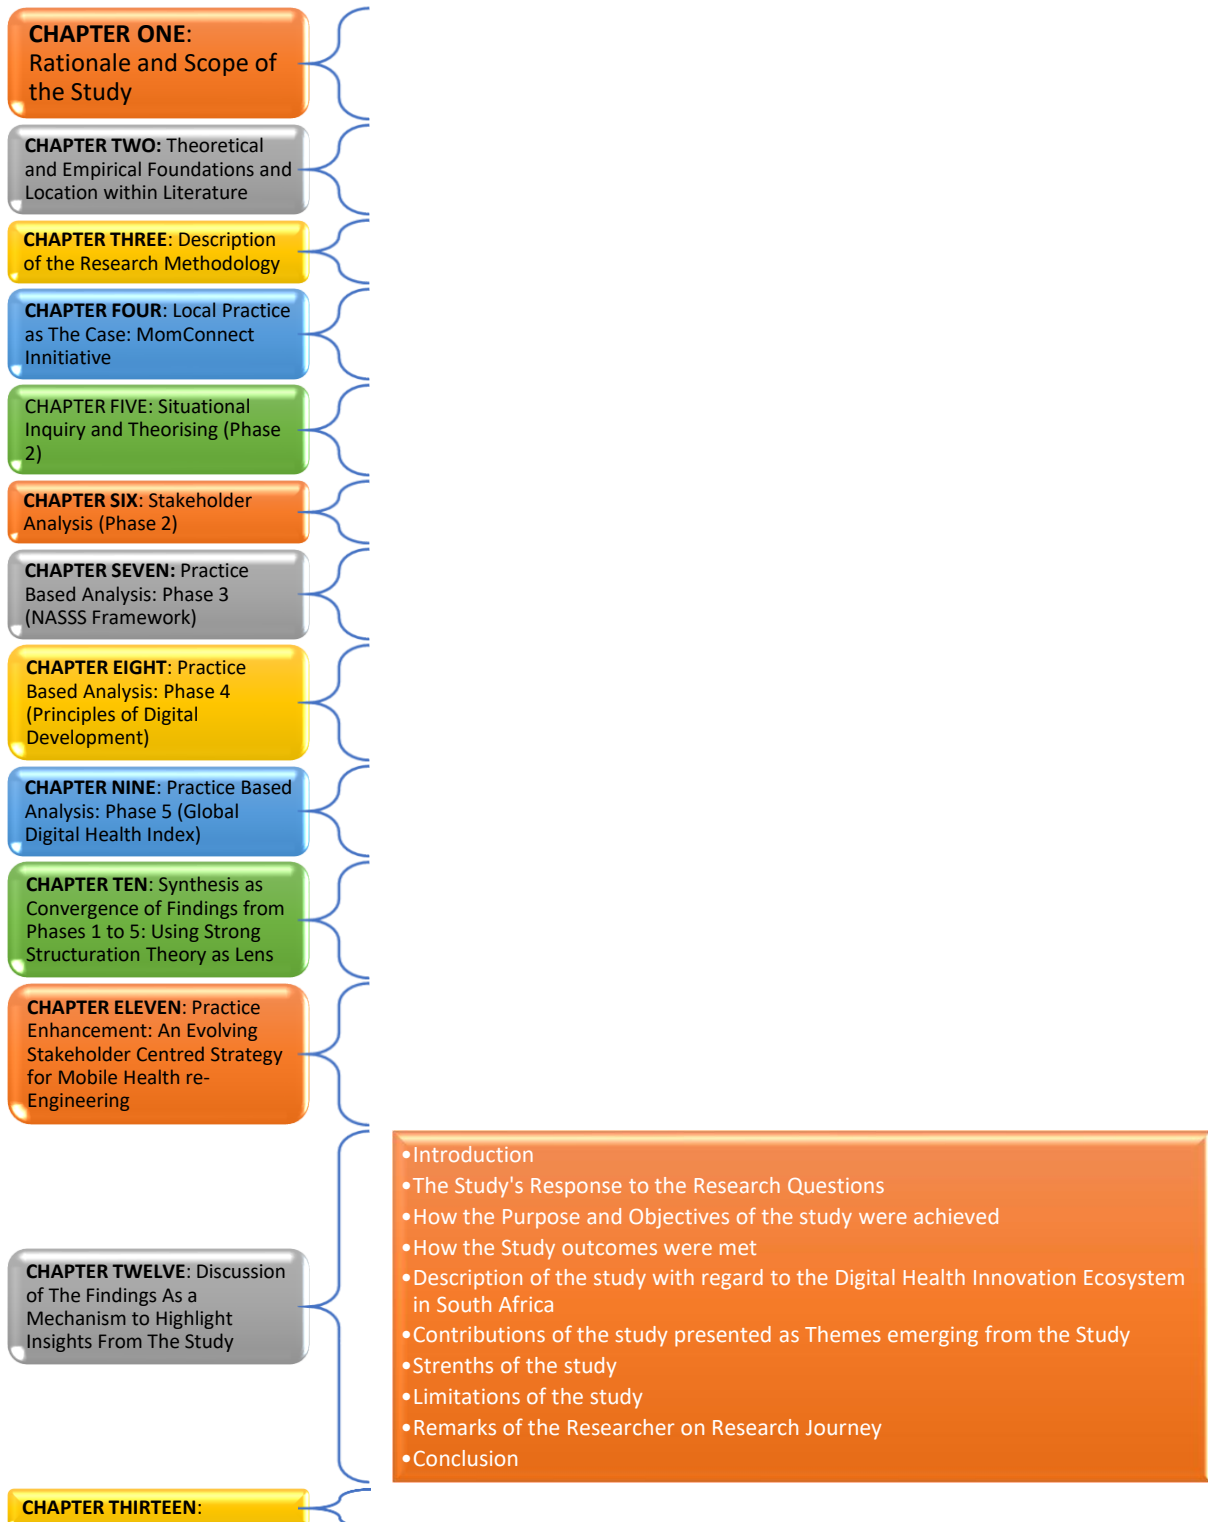 CHAPTER ONE:
Rationale and Scope of
the Study
CHAPTER TWO: Theoretical
and Empirical Foundations and
Location within Literature
CHAPTER THREE: Description
of the Research Methodology
CHAPTER FOUR: Local Practice
as The Case: MomConnect
Innitiative
CHAPTER FIVE: Situational
Inquiry and Theorising (Phase
2)
CHAPTER SIX: Stakeholder
Analysis (Phase 2)
CHAPTER SEVEN: Practice
Based Analysis: Phase 3
(NASSS Framework)
CHAPTER EIGHT: Practice
Based Analysis: Phase 4
(Principles of Digital
Development)
CHAPTER NINE: Practice Based
Analysis: Phase 5 (Global
Digital Health Index)
CHAPTER TEN: Synthesis as
Convergence of Findings from
Phases 1 to 5: Using Strong
Structuration Theory as Lens
CHAPTER ELEVEN: Practice
Enhancement: An Evolving
Stakeholder Centred Strategy
for Mobile Health re-
Engineering
CHAPTER TWELVE: Discussion
of The Findings As a
Mechanism to Highlight
Insights From The Study
•Introduction
•The Study's Response to the Research Questions
•How the Purpose and Objectives of the study were achieved
•How the Study outcomes were met
•Description of the study with regard to the Digital Health Innovation Ecosystem
in South Africa
•Contributions of the study presented as Themes emerging from the Study
•Strenths of the study
•Limitations of the study
•Remarks of the Researcher on Research Journey
•Conclusion
CHAPTER THIRTEEN: